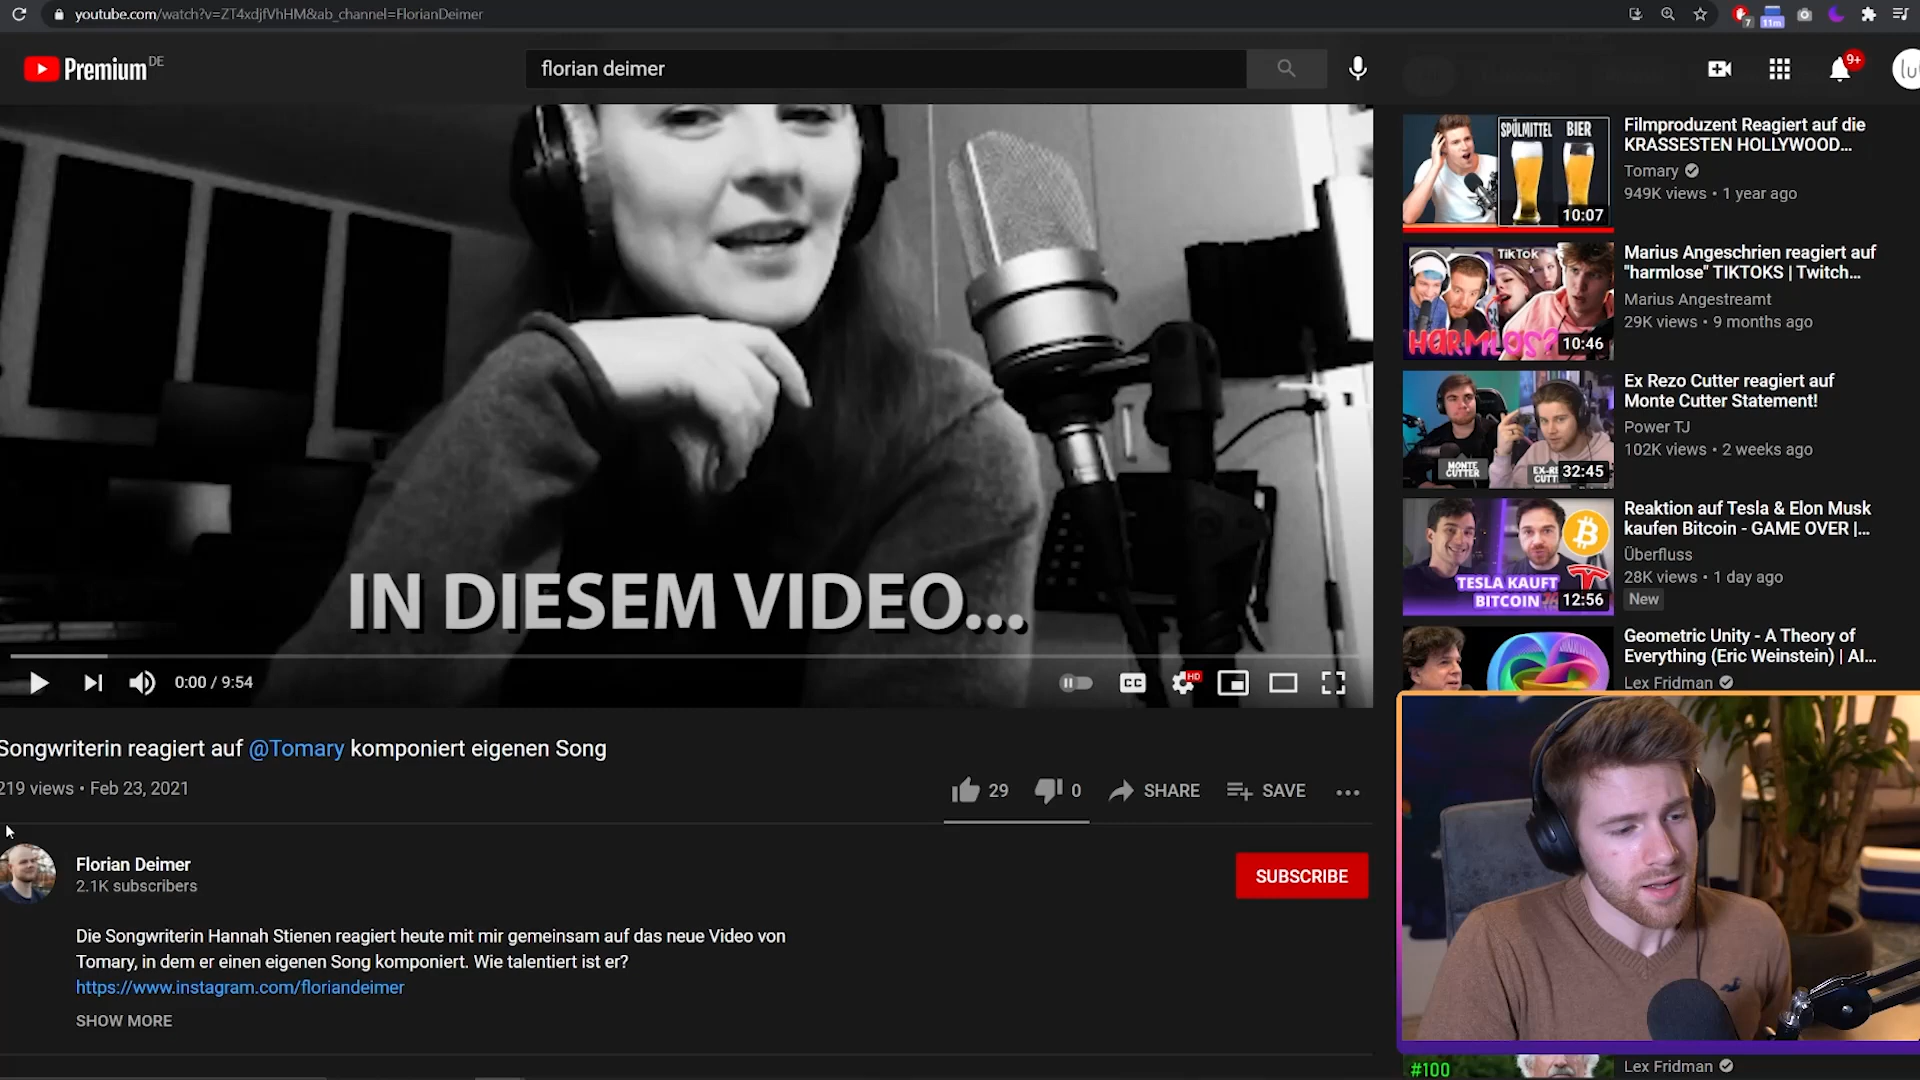 youtube.com/watch?v=ZT4xdjfVhHM&ab_channel=FlorianDeimer
7
11m
Premium DE
florian deimer
9+
IN DIESEM VIDEO...
0:00 / 9:54
CC
HD
Songwriterin reagiert auf @Tomary komponiert eigenen Song
219 views • Feb 23, 2021
29
0
SHARE
SAVE
Florian Deimer
2.1K subscribers
SUBSCRIBE
Die Songwriterin Hannah Stienen reagiert heute mit mir gemeinsam auf das neue Video von
Tomary, in dem er einen eigenen Song komponiert. Wie talentiert ist er?
https://www.instagram.com/floriandeimer
SHOW MORE
SPÜLMITTEL BIER
10:07
Filmproduzent Reagiert auf die
KRASSESTEN HOLLYWOOD...
Tomary
949K views • 1 year ago
TikTok
HARMLOS?
10:46
Marius Angeschrien reagiert auf
"harmlose" TIKTOKS | Twitch...
Marius Angestreamt
29K views • 9 months ago
MONTE
CUTTER
32:45
Ex Rezo Cutter reagiert auf
Monte Cutter Statement!
Power TJ
102K views • 2 weeks ago
TESLA KAUFT
BITCOIN
12:56
Reaktion auf Tesla & Elon Musk
kaufen Bitcoin - GAME OVER |...
Überfluss
28K views • 1 day ago
New
Geometric Unity - A Theory of
Everything (Eric Weinstein) | AI...
Lex Fridman
#100
Lex Fridman